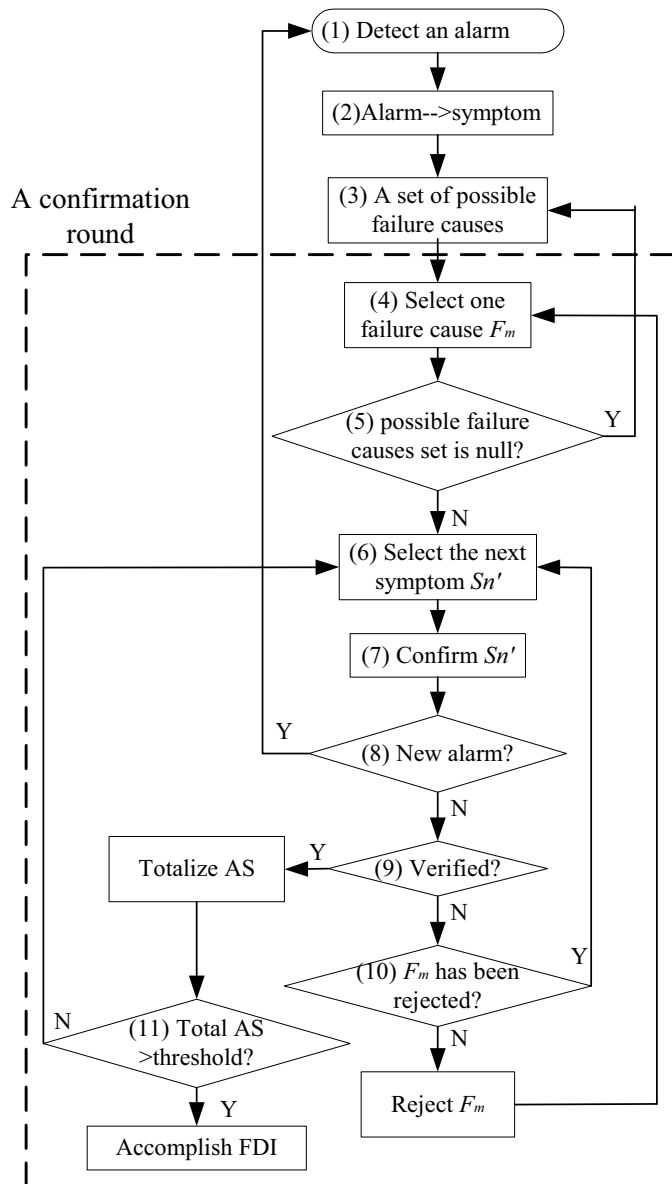 (1) Detect an alarm
(2)Alarm-->symptom
A confirmation
round
(3) A set of possible
failure causes
(4) Select one
failure cause Fm
(5) possible failure
causes set is null?
Y
N
(6) Select the next
symptom Sn'
(7) Confirm Sn'
Y
(8) New alarm?
N
Totalize AS
Y
(9) Verified?
N
(10) Fm has been
rejected?
Y
N
N
(11) Total AS
>threshold?
Y
Reject Fm
Accomplish FDI